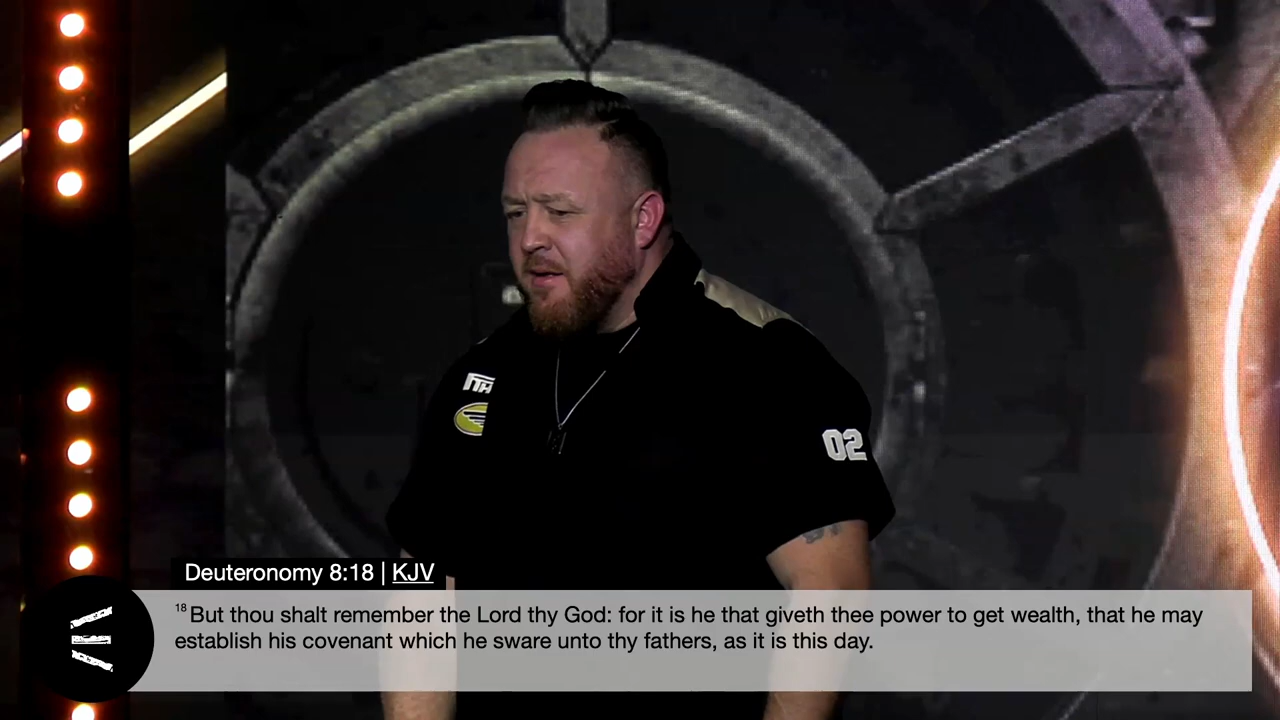 02
Deuteronomy 8:18 | KJV
18 But thou shalt remember the Lord thy God: for it is he that giveth thee power to get wealth, that he may
establish his covenant which he sware unto thy fathers, as it is this day.